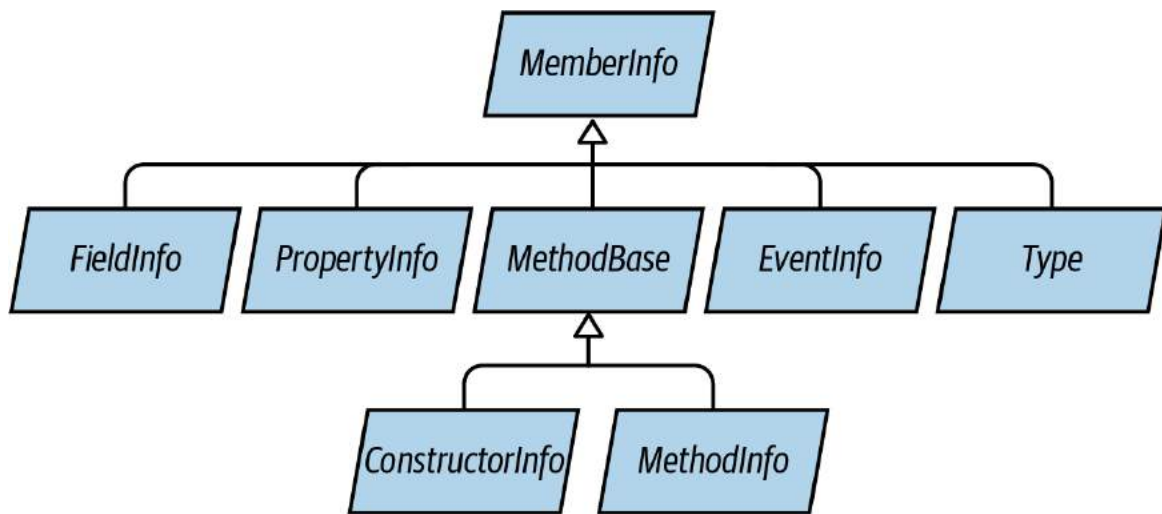 MemberInfo
FieldInfo
PropertyInfo
MethodBase
EventInfo
Type
ConstructorInfo
MethodInfo